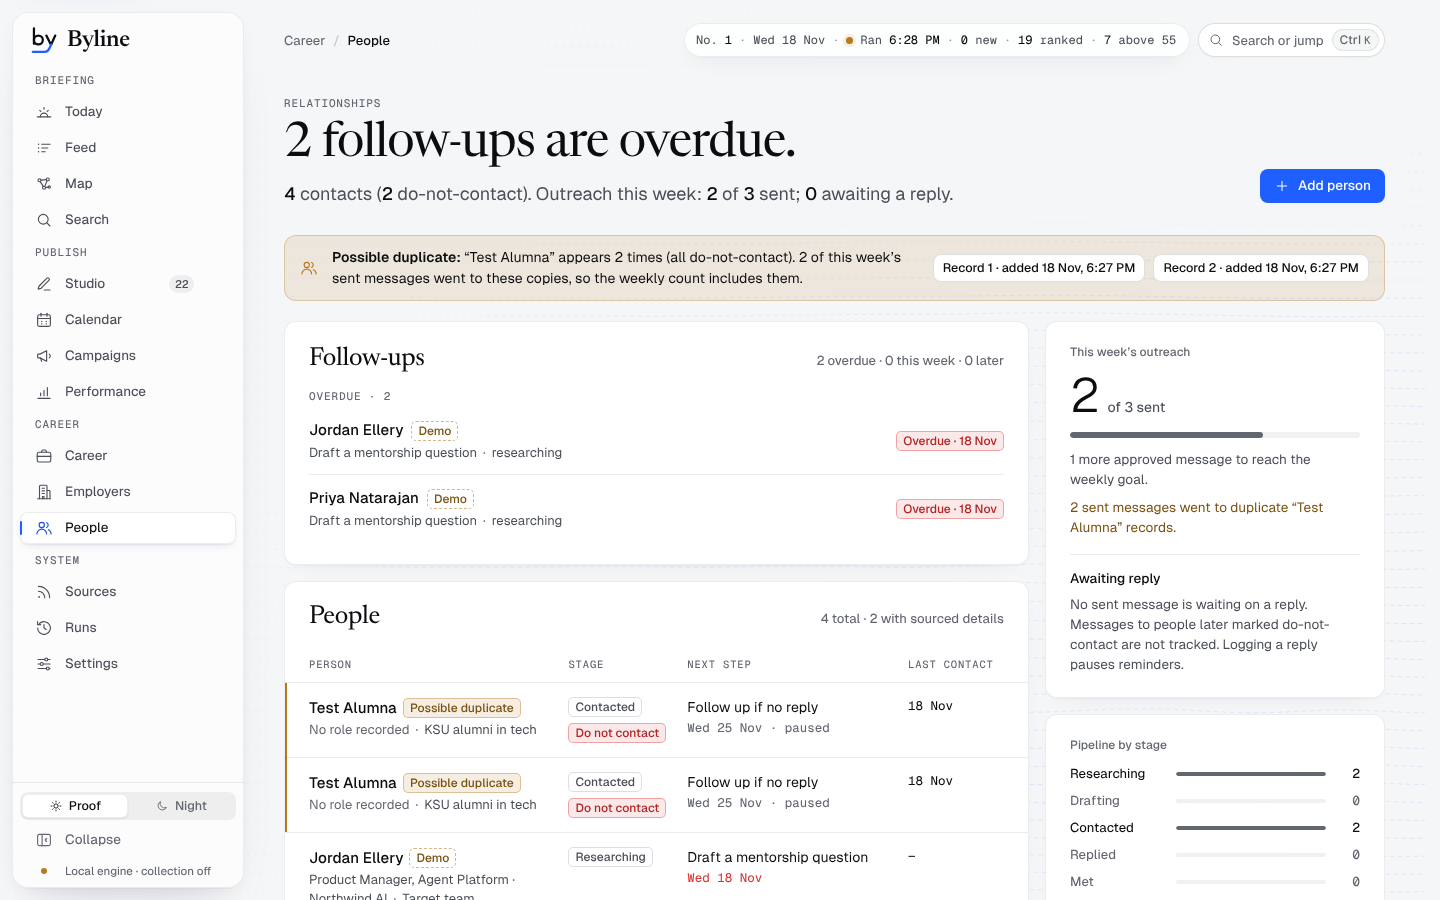 by Byline
BRIEFING
Today
Feed
Map
Search
PUBLISH
Studio 22
Calendar
Campaigns
Performance
CAREER
Career
Employers
People
SYSTEM
Sources
Runs
Settings
Proof Night
Collapse
Local engine · collection off
Career / People
No. 1 · Wed 18 Nov · Ran 6:28 PM · 0 new · 19 ranked · 7 above 55
Search or jump Ctrl K
RELATIONSHIPS
2 follow-ups are overdue.
4 contacts (2 do-not-contact). Outreach this week: 2 of 3 sent; 0 awaiting a reply.
Add person
Possible duplicate: “Test Alumna” appears 2 times (all do-not-contact). 2 of this week’s
sent messages went to these copies, so the weekly count includes them.
Record 1 · added 18 Nov, 6:27 PM
Record 2 · added 18 Nov, 6:27 PM
Follow-ups
2 overdue · 0 this week · 0 later
OVERDUE · 2
Jordan Ellery Demo
Draft a mentorship question · researching
Overdue · 18 Nov
Priya Natarajan Demo
Draft a mentorship question · researching
Overdue · 18 Nov
People
4 total · 2 with sourced details
PERSON STAGE NEXT STEP LAST CONTACT
Test Alumna Possible duplicate
No role recorded · KSU alumni in tech
Contacted
Do not contact
Follow up if no reply
Wed 25 Nov · paused
18 Nov
Test Alumna Possible duplicate
No role recorded · KSU alumni in tech
Contacted
Do not contact
Follow up if no reply
Wed 25 Nov · paused
18 Nov
Jordan Ellery Demo
Product Manager, Agent Platform ·
Northwind AI · Target team
Researching
Draft a mentorship question
Wed 18 Nov
–
This week’s outreach
2 of 3 sent
1 more approved message to reach the
weekly goal.
2 sent messages went to duplicate “Test
Alumna” records.
Awaiting reply
No sent message is waiting on a reply.
Messages to people later marked do-not-
contact are not tracked. Logging a reply
pauses reminders.
Pipeline by stage
Researching 2
Drafting 0
Contacted 2
Replied 0
Met 0